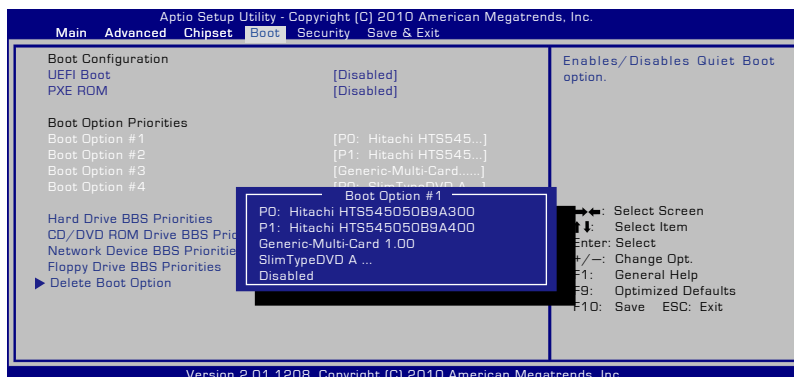 Aptio Setup Utility - Copyright (C) 2010 American Megatrends, Inc.
Main Advanced Chipset Boot Security Save & Exit
Boot Configuration
UEFI Boot [Disabled]
PXE ROM [Disabled]
Boot Option Priorities
Boot Option #1 [P0: Hitachi HTS545...]
Boot Option #2 [P1: Hitachi HTS545...]
Boot Option #3 [Generic-Multi-Card......]
Boot Option #4 SlimTypeDVD A...]
Hard Drive BBS Priorities
CD/DVD ROM Drive BBS Prio
Network Device BBS Prioritie
Floppy Drive BBS Priorities
Delete Boot Option
Boot Option #1
P0: Hitachi HTS545050B9A300
P1: Hitachi HTS545050B9A400
Generic-Multi-Card 1.00
SlimTypeDVD A ...
Disabled
Enables/Disables Quiet Boot
option.
→←: Select Screen
↑↓: Select Item
Enter: Select
+/—: Change Opt.
F1: General Help
F9: Optimized Defaults
F10: Save ESC: Exit
Version 2.01.1208. Copyright (C) 2010 American Megatrends, Inc.